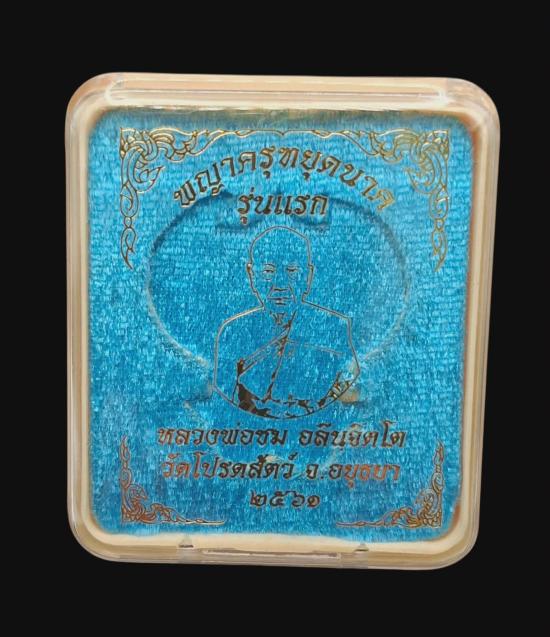 พญาครุฑยุดนาค
รุ่นแรก
หลวงพ่อชม อลีนจิตโต
วัดโปรดสัตว์ จ.อยุธยา
๒๕๖๑